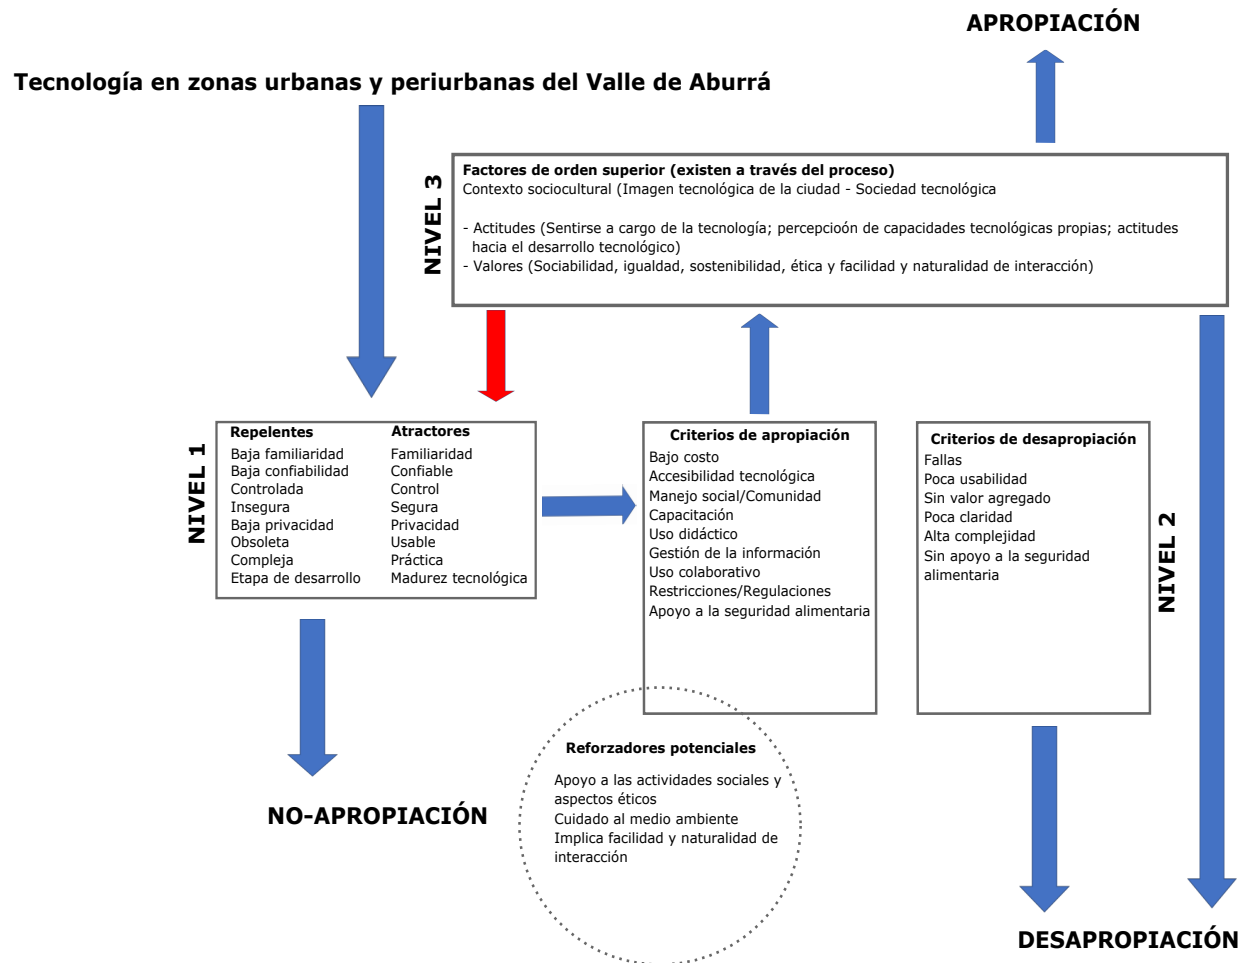 APROPIACIÓN
Tecnología en zonas urbanas y periurbanas del Valle de Aburrá
NIVEL 3
Factores de orden superior (existen a través del proceso)
Contexto sociocultural (Imagen tecnológica de la ciudad - Sociedad tecnológica
- Actitudes (Sentirse a cargo de la tecnología; percepcioón de capacidades tecnológicas propias; actitudes
hacia el desarrollo tecnológico)
- Valores (Sociabilidad, igualdad, sostenibilidad, ética y facilidad y naturalidad de interacción)
NIVEL 1
Repelentes
Baja familiaridad
Baja confiabilidad
Controlada
Insegura
Baja privacidad
Obsoleta
Compleja
Etapa de desarrollo
Atractores
Familiaridad
Confiable
Control
Segura
Privacidad
Usable
Práctica
Madurez tecnológica
Criterios de apropiación
Bajo costo
Accesibilidad tecnológica
Manejo social/Comunidad
Capacitación
Uso didáctico
Gestión de la información
Uso colaborativo
Restricciones/Regulaciones
Apoyo a la seguridad alimentaria
Criterios de desapropiación
Fallas
Poca usabilidad
Sin valor agregado
Poca claridad
Alta complejidad
Sin apoyo a la seguridad
alimentaria
NIVEL 2
Reforzadores potenciales
Apoyo a las actividades sociales y
aspectos éticos
Cuidado al medio ambiente
Implica facilidad y naturalidad de
interacción
NO-APROPIACIÓN
DESAPROPIACIÓN